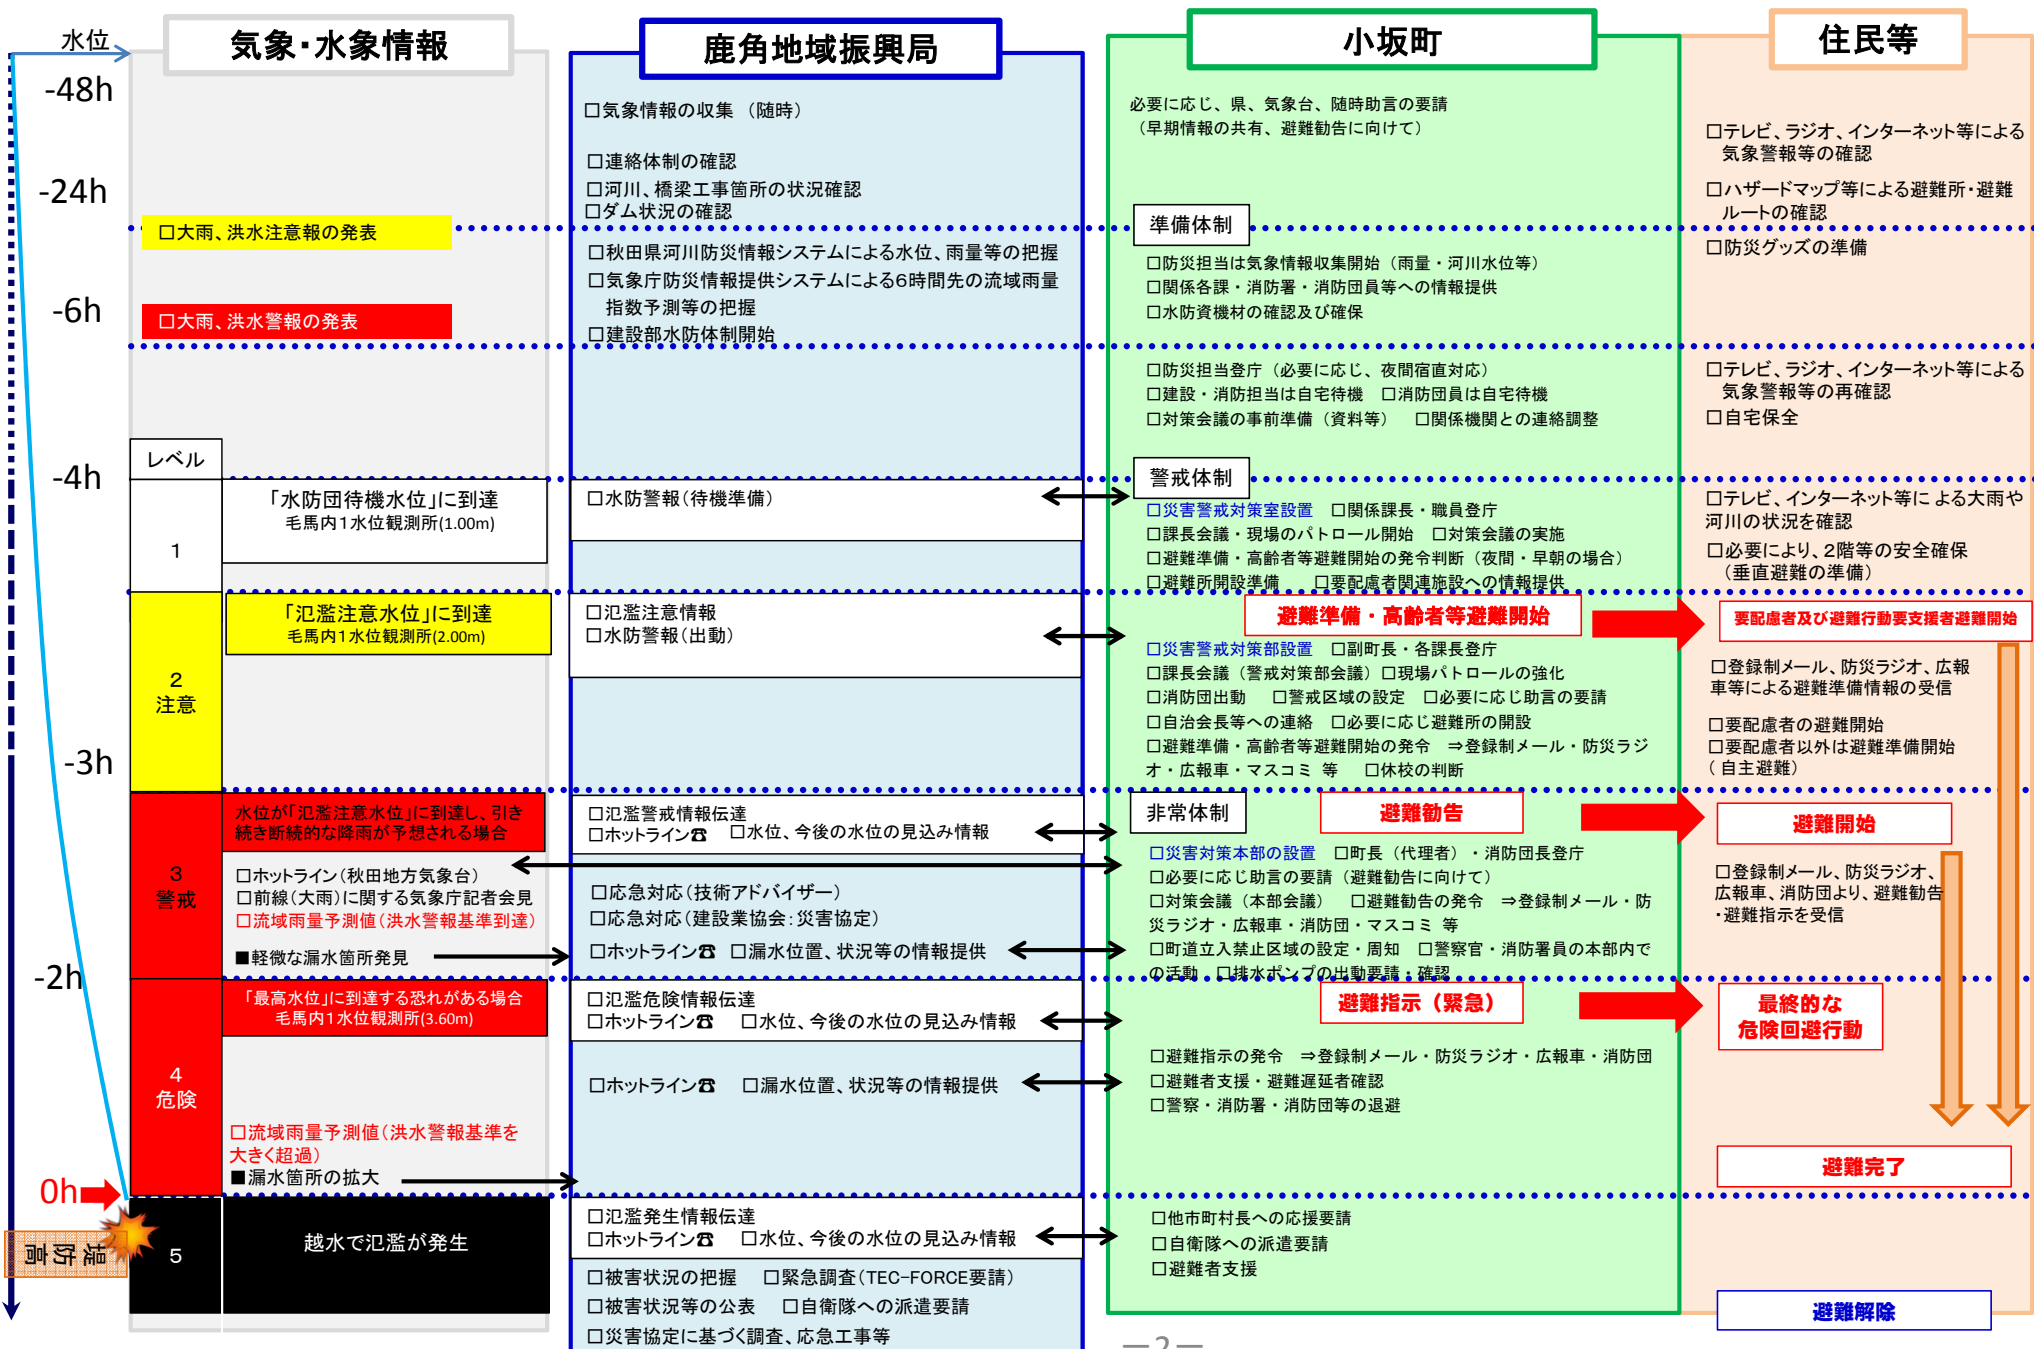 水位
-48h
-24h
-6h
-4h
-3h
-2h
0h
堤防高
気象・水象情報
□大雨、洪水注意報の発表
□大雨、洪水警報の発表
レベル
1
「水防団待機水位」に到達
毛馬内1水位観測所(1.00m)
2
注意
「氾濫注意水位」に到達
毛馬内1水位観測所(2.00m)
3
警戒
水位が「氾濫注意水位」に到達し、引き
続き断続的な降雨が予想される場合
□ホットライン(秋田地方気象台)
□前線(大雨)に関する気象庁記者会見
□流域雨量予測値(洪水警報基準到達)
■軽微な漏水箇所発見
4
危険
「最高水位」に到達する恐れがある場合
毛馬内1水位観測所(3.60m)
□流域雨量予測値(洪水警報基準を
大きく超過)
■漏水箇所の拡大
5
越水で氾濫が発生
鹿角地域振興局
□気象情報の収集 (随時)
□連絡体制の確認
□河川、橋梁工事箇所の状況確認
□ダム状況の確認
□秋田県河川防災情報システムによる水位、雨量等の把握
□気象庁防災情報提供システムによる6時間先の流域雨量
指数予測等の把握
□建設部水防体制開始
□水防警報(待機準備)
□氾濫注意情報
□水防警報(出動)
□氾濫警戒情報伝達
□ホットライン☎ □水位、今後の水位の見込み情報
□応急対応(技術アドバイザー)
□応急対応(建設業協会:災害協定)
□ホットライン☎ □漏水位置、状況等の情報提供
□氾濫危険情報伝達
□ホットライン☎ □水位、今後の水位の見込み情報
□ホットライン☎ □漏水位置、状況等の情報提供
□氾濫発生情報伝達
□ホットライン☎ □水位、今後の水位の見込み情報
□被害状況の把握 □緊急調査(TEC-FORCE要請)
□被害状況等の公表 □自衛隊への派遣要請
□災害協定に基づく調査、応急工事等
小坂町
必要に応じ、県、気象台、随時助言の要請
(早期情報の共有、避難勧告に向けて)
準備体制
□防災担当は気象情報収集開始(雨量・河川水位等)
□関係各課・消防署・消防団員等への情報提供
□水防資機材の確認及び確保
□防災担当登庁(必要に応じ、夜間宿直対応)
□建設・消防担当は自宅待機 □消防団員は自宅待機
□対策会議の事前準備(資料等) □関係機関との連絡調整
警戒体制
□災害警戒対策室設置 □関係課長・職員登庁
□課長会議・現場のパトロール開始 □対策会議の実施
□避難準備・高齢者等避難開始の発令判断(夜間・早朝の場合)
□避難所開設準備 □要配慮者関連施設への情報提供
避難準備・高齢者等避難開始
□災害警戒対策部設置 □副町長・各課長登庁
□課長会議(警戒対策部会議)□現場パトロールの強化
□消防団出動 □警戒区域の設定 □必要に応じ助言の要請
□自治会長等への連絡 □必要に応じ避難所の開設
□避難準備・高齢者等避難開始の発令 ⇒登録制メール・防災ラジ
オ・広報車・マスコミ 等 □休校の判断
非常体制
避難勧告
□災害対策本部の設置 □町長(代理者)・消防団長登庁
□必要に応じ助言の要請(避難勧告に向けて)
□対策会議(本部会議) □避難勧告の発令 ⇒登録制メール・防
災ラジオ・広報車・消防団・マスコミ 等
□町道立入禁止区域の設定・周知 □警察官・消防署員の本部内で
の活動 □排水ポンプの出動要請・確認
避難指示(緊急)
□避難指示の発令 ⇒登録制メール・防災ラジオ・広報車・消防団
□避難者支援・避難遅延者確認
□警察・消防署・消防団等の退避
□他市町村長への応援要請
□自衛隊への派遣要請
□避難者支援
住民等
□テレビ、ラジオ、インターネット等による
気象警報等の確認
□ハザードマップ等による避難所・避難
ルートの確認
□防災グッズの準備
□テレビ、ラジオ、インターネット等による
気象警報等の再確認
□自宅保全
□テレビ、インターネット等による大雨や
河川の状況を確認
□必要により、2階等の安全確保
(垂直避難の準備)
要配慮者及び避難行動要支援者避難開始
□登録制メール、防災ラジオ、広報
車等による避難準備情報の受信
□要配慮者の避難開始
□要配慮者以外は避難準備開始
(自主避難)
避難開始
□登録制メール、防災ラジオ、
広報車、消防団より、避難勧告
・避難指示を受信
最終的な
危険回避行動
避難完了
避難解除
—2—